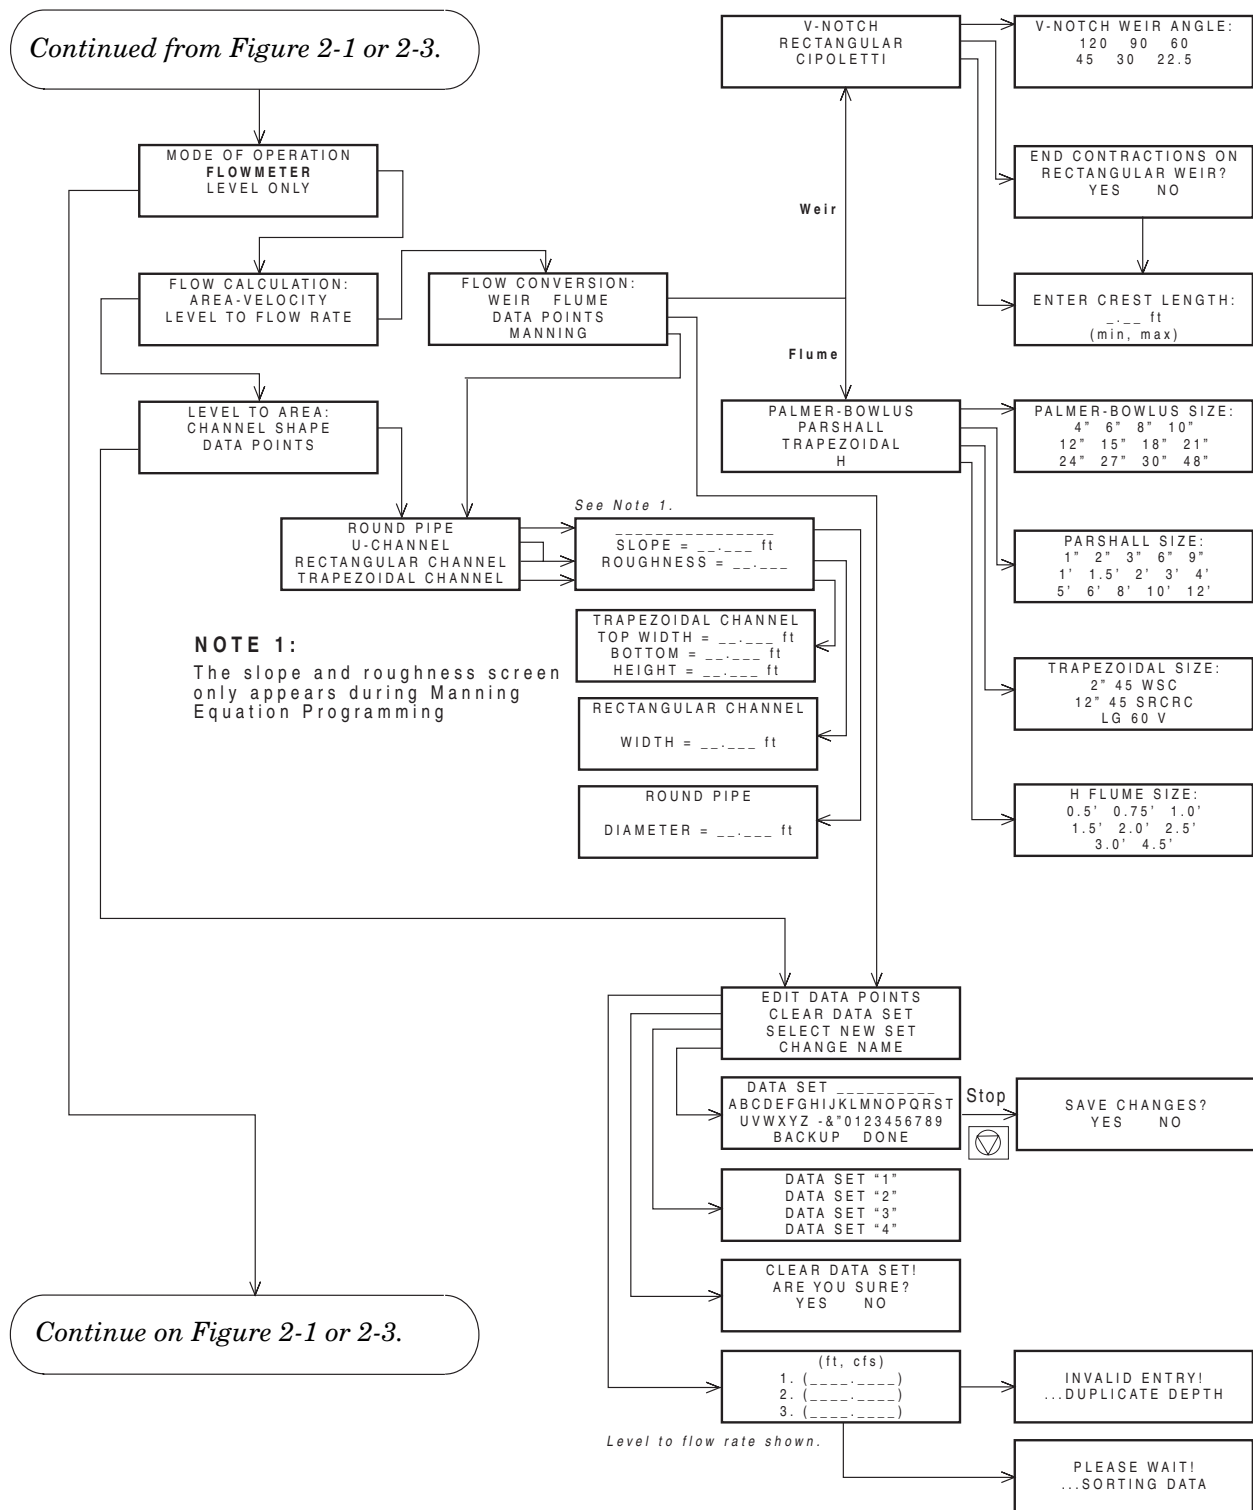 Continued from Figure 2-1 or 2-3.
MODE OF OPERATION
FLOWMETER
LEVEL ONLY
FLOW CALCULATION:
AREA-VELOCITY
LEVEL TO FLOW RATE
FLOW CONVERSION:
WEIR FLUME
DATA POINTS
MANNING
LEVEL TO AREA:
CHANNEL SHAPE
DATA POINTS
Weir
Flume
V-NOTCH
RECTANGULAR
CIPOLETTI
V-NOTCH WEIR ANGLE:
120 90 60
45 30 22.5
END CONTRACTIONS ON
RECTANGULAR WEIR?
YES NO
ENTER CREST LENGTH:
_.__ ft
(min, max)
PALMER-BOWLUS
PARSHALL
TRAPEZOIDAL
H
PALMER-BOWLUS SIZE:
4" 6" 8" 10"
12" 15" 18" 21"
24" 27" 30" 48"
PARSHALL SIZE:
1" 2" 3" 6" 9"
1' 1.5' 2' 3' 4'
5' 6' 8' 10' 12'
TRAPEZOIDAL SIZE:
2" 45 WSC
12" 45 SRCRC
LG 60 V
H FLUME SIZE:
0.5' 0.75' 1.0'
1.5' 2.0' 2.5'
3.0' 4.5'
ROUND PIPE
U-CHANNEL
RECTANGULAR CHANNEL
TRAPEZOIDAL CHANNEL
See Note 1.
________________
SLOPE = __.___ ft
ROUGHNESS = __.___
TRAPEZOIDAL CHANNEL
TOP WIDTH = __.___ ft
BOTTOM = __.___ ft
HEIGHT = __.___ ft
RECTANGULAR CHANNEL
WIDTH = __.___ ft
ROUND PIPE
DIAMETER = __.___ ft
NOTE 1:
The slope and roughness screen
only appears during Manning
Equation Programming
EDIT DATA POINTS
CLEAR DATA SET
SELECT NEW SET
CHANGE NAME
DATA SET __________
ABCDEFGHIJKLMNOPQRST
UVWXYZ -&"0123456789
BACKUP DONE
Stop
SAVE CHANGES?
YES NO
DATA SET “1”
DATA SET “2”
DATA SET “3”
DATA SET “4”
CLEAR DATA SET!
ARE YOU SURE?
YES NO
(ft, cfs)
1. (____.____)
2. (____.____)
3. (____.____)
Level to flow rate shown.
INVALID ENTRY!
...DUPLICATE DEPTH
PLEASE WAIT!
...SORTING DATA
Continue on Figure 2-1 or 2-3.